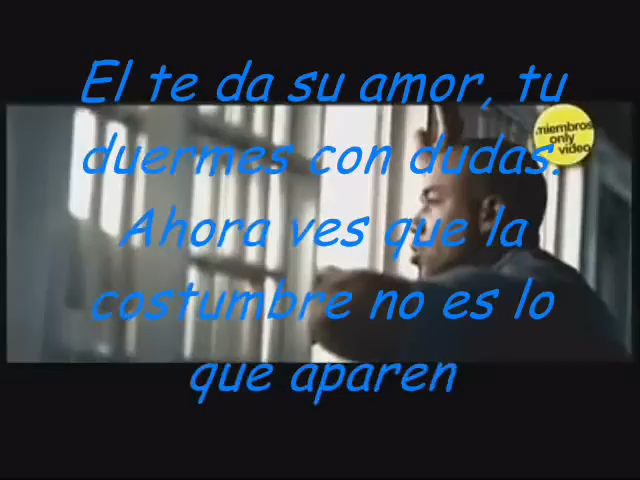 El te da su amor, tu
duermes con dudas.
Ahora ves que la
costumbre no es lo
que aparen
miembros
only
video